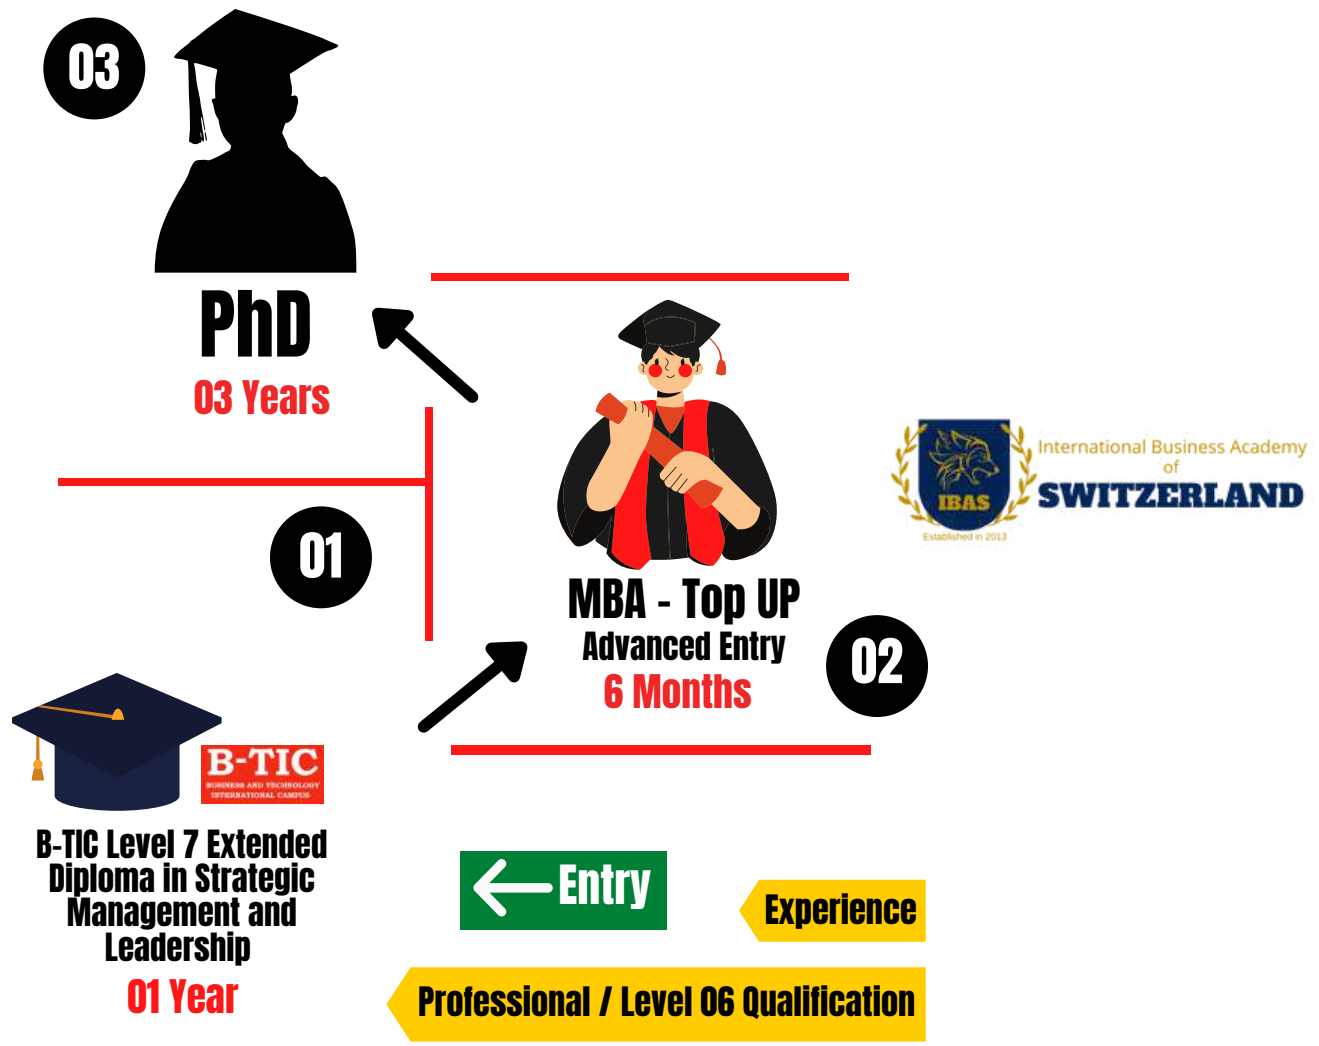 03
PhD
03 Years
International Business Academy
of
SWITZERLAND
IBAS
Established in 2013
01
MBA - Top UP
Advanced Entry
6 Months
02
B-TIC
BUSINESS AND TECHNOLOGY
INTERNATIONAL CAMPUS
B-TIC Level 7 Extended
Diploma in Strategic
Management and
Leadership
01 Year
Entry
Experience
Professional / Level 06 Qualification